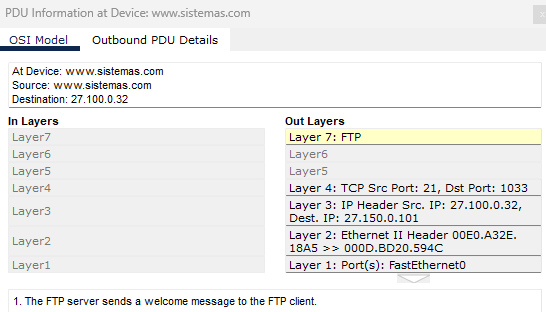 PDU Information at Device: www.sistemas.com
OSI Model Outbound PDU Details
At Device: www.sistemas.com
Source: www.sistemas.com
Destination: 27.100.0.32
In Layers
Layer7
Layer6
Layer5
Layer4
Layer3
Layer2
Layer1
Out Layers
Layer 7: FTP
Layer6
Layer5
Layer 4: TCP Src Port: 21, Dst Port: 1033
Layer 3: IP Header Src. IP: 27.100.0.32,
Dest. IP: 27.150.0.101
Layer 2: Ethernet II Header 00E0.A32E.
18A5 >> 000D.BD20.594C
Layer 1: Port(s): FastEthernet0
1. The FTP server sends a welcome message to the FTP client.